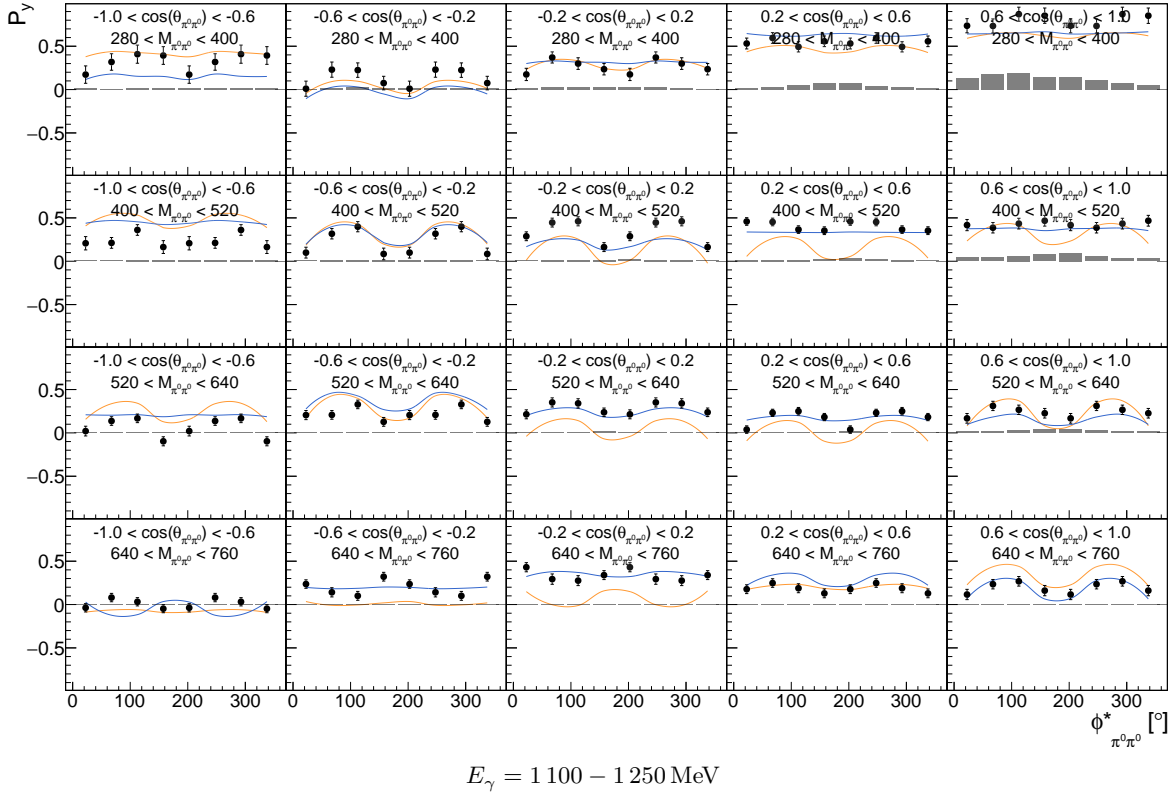 P_y
-1.0 < cos(θ_π⁰π⁰) < -0.6
280 < M_π⁰π⁰ < 400
-0.6 < cos(θ_π⁰π⁰) < -0.2
280 < M_π⁰π⁰ < 400
-0.2 < cos(θ_π⁰π⁰) < 0.2
280 < M_π⁰π⁰ < 400
0.2 < cos(θ_π⁰π⁰) < 0.6
280 < M_π⁰π⁰ < 400
0.6 < cos(θ_π⁰π⁰) < 1.0
280 < M_π⁰π⁰ < 400
0.5
0
−0.5
-1.0 < cos(θ_π⁰π⁰) < -0.6
400 < M_π⁰π⁰ < 520
-0.6 < cos(θ_π⁰π⁰) < -0.2
400 < M_π⁰π⁰ < 520
-0.2 < cos(θ_π⁰π⁰) < 0.2
400 < M_π⁰π⁰ < 520
0.2 < cos(θ_π⁰π⁰) < 0.6
400 < M_π⁰π⁰ < 520
0.6 < cos(θ_π⁰π⁰) < 1.0
400 < M_π⁰π⁰ < 520
0.5
0
−0.5
-1.0 < cos(θ_π⁰π⁰) < -0.6
520 < M_π⁰π⁰ < 640
-0.6 < cos(θ_π⁰π⁰) < -0.2
520 < M_π⁰π⁰ < 640
-0.2 < cos(θ_π⁰π⁰) < 0.2
520 < M_π⁰π⁰ < 640
0.2 < cos(θ_π⁰π⁰) < 0.6
520 < M_π⁰π⁰ < 640
0.6 < cos(θ_π⁰π⁰) < 1.0
520 < M_π⁰π⁰ < 640
0.5
0
−0.5
-1.0 < cos(θ_π⁰π⁰) < -0.6
640 < M_π⁰π⁰ < 760
-0.6 < cos(θ_π⁰π⁰) < -0.2
640 < M_π⁰π⁰ < 760
-0.2 < cos(θ_π⁰π⁰) < 0.2
640 < M_π⁰π⁰ < 760
0.2 < cos(θ_π⁰π⁰) < 0.6
640 < M_π⁰π⁰ < 760
0.6 < cos(θ_π⁰π⁰) < 1.0
640 < M_π⁰π⁰ < 760
0.5
0
−0.5
0 100 200 300 0 100 200 300 0 100 200 300 0 100 200 300 0 100 200 300
ϕ*_π⁰π⁰ [°]
E_γ = 1 100 − 1 250 MeV